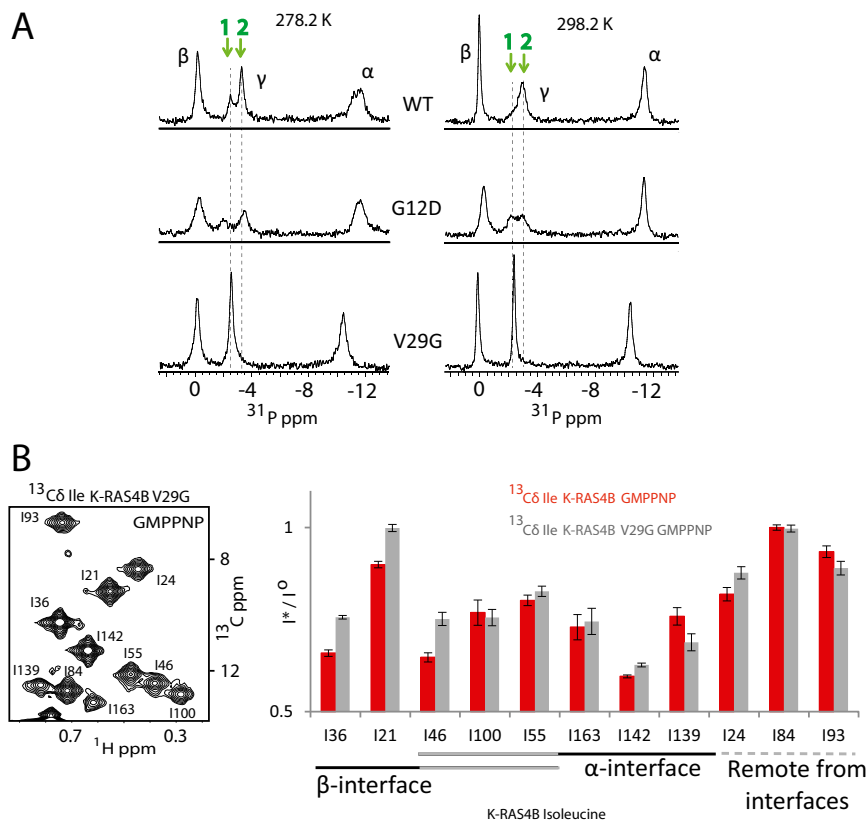 A
278.2 K
298.2 K
1 2
1 2
β
γ
α
β
γ
α
WT
G12D
V29G
0 -4 -8 -12
0 -4 -8 -12
31P ppm
31P ppm
B
13Cδ Ile K-RAS4B V29G
GMPPNP
I93
I21
I24
I36
I142
I55
I46
I139
I84
I163
I100
8
12
13C ppm
0.7 0.3
1H ppm
13Cδ Ile K-RAS4B GMPPNP
13Cδ Ile K-RAS4B V29G GMPPNP
I* / I°
1
0.5
I36 I21 I46 I100 I55 I163 I142 I139 I24 I84 I93
β-interface
α-interface
Remote from
interfaces
K-RAS4B Isoleucine